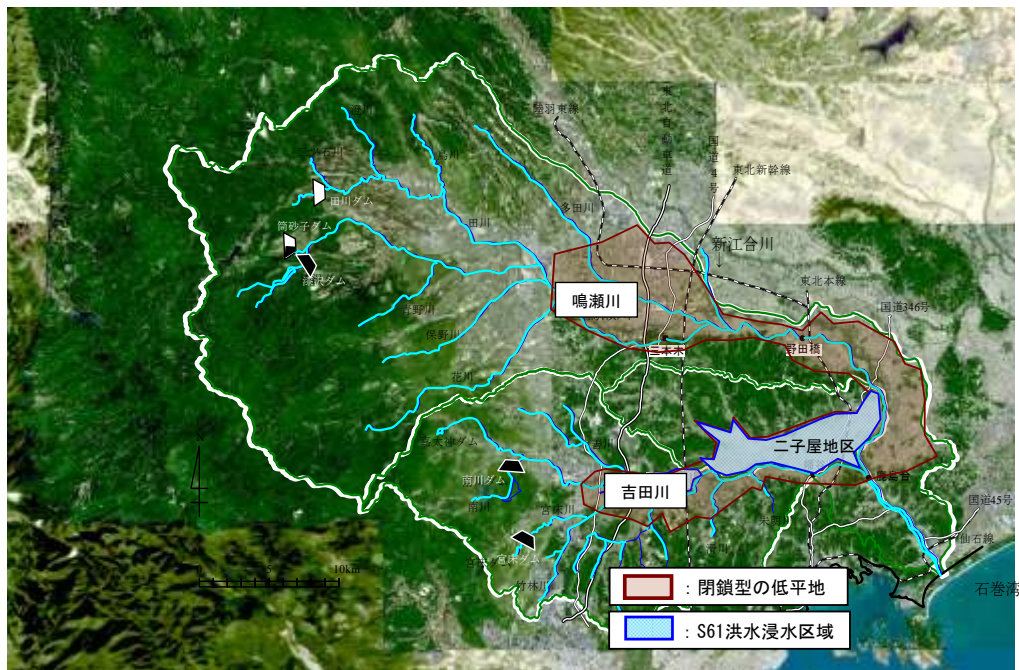 陸羽東線
東北自動車道
国道4号
東北新幹線
新江合川
多田川
田川
田川ダム
筒砂子ダム
漆沢ダム
鳴瀬川
東北本線
国道346号
三本木
野田橋
保野川
花川
二子屋地区
鹿島台
南川ダム
南川
吉田川
宮床川
宮床ダム
竹林川
国道45号
仙石線
石巻湾
0
5
10km
：閉鎖型の低平地
：S61洪水浸水区域